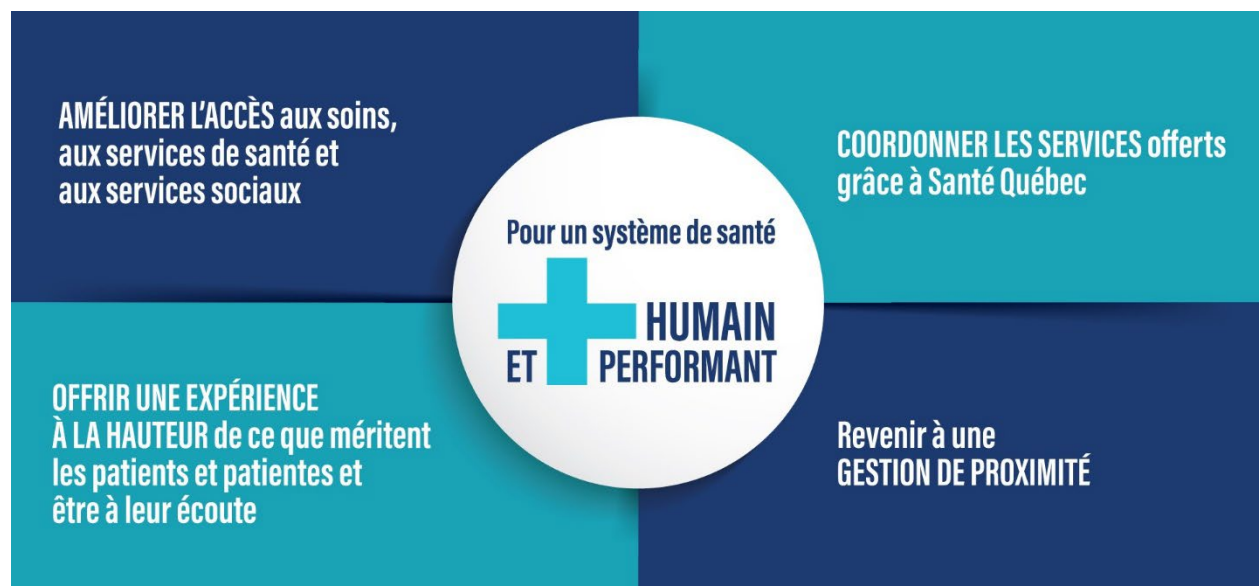 AMÉLIORER L'ACCÈS aux soins,
aux services de santé et
aux services sociaux
COORDONNER LES SERVICES offerts
grâce à Santé Québec
Pour un système de santé
HUMAIN
ET PERFORMANT
OFFRIR UNE EXPÉRIENCE
À LA HAUTEUR de ce que méritent
les patients et patientes et
être à leur écoute
Revenir à une
GESTION DE PROXIMITÉ